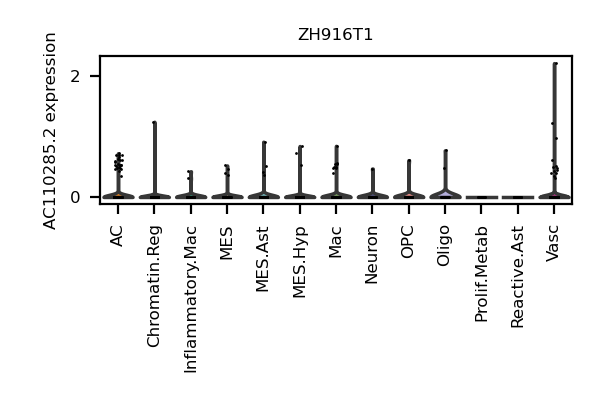 ZH916T1
AC110285.2 expression
2
0
AC
Chromatin.Reg
Inflammatory.Mac
MES
MES.Ast
MES.Hyp
Mac
Neuron
OPC
Oligo
Prolif.Metab
Reactive.Ast
Vasc